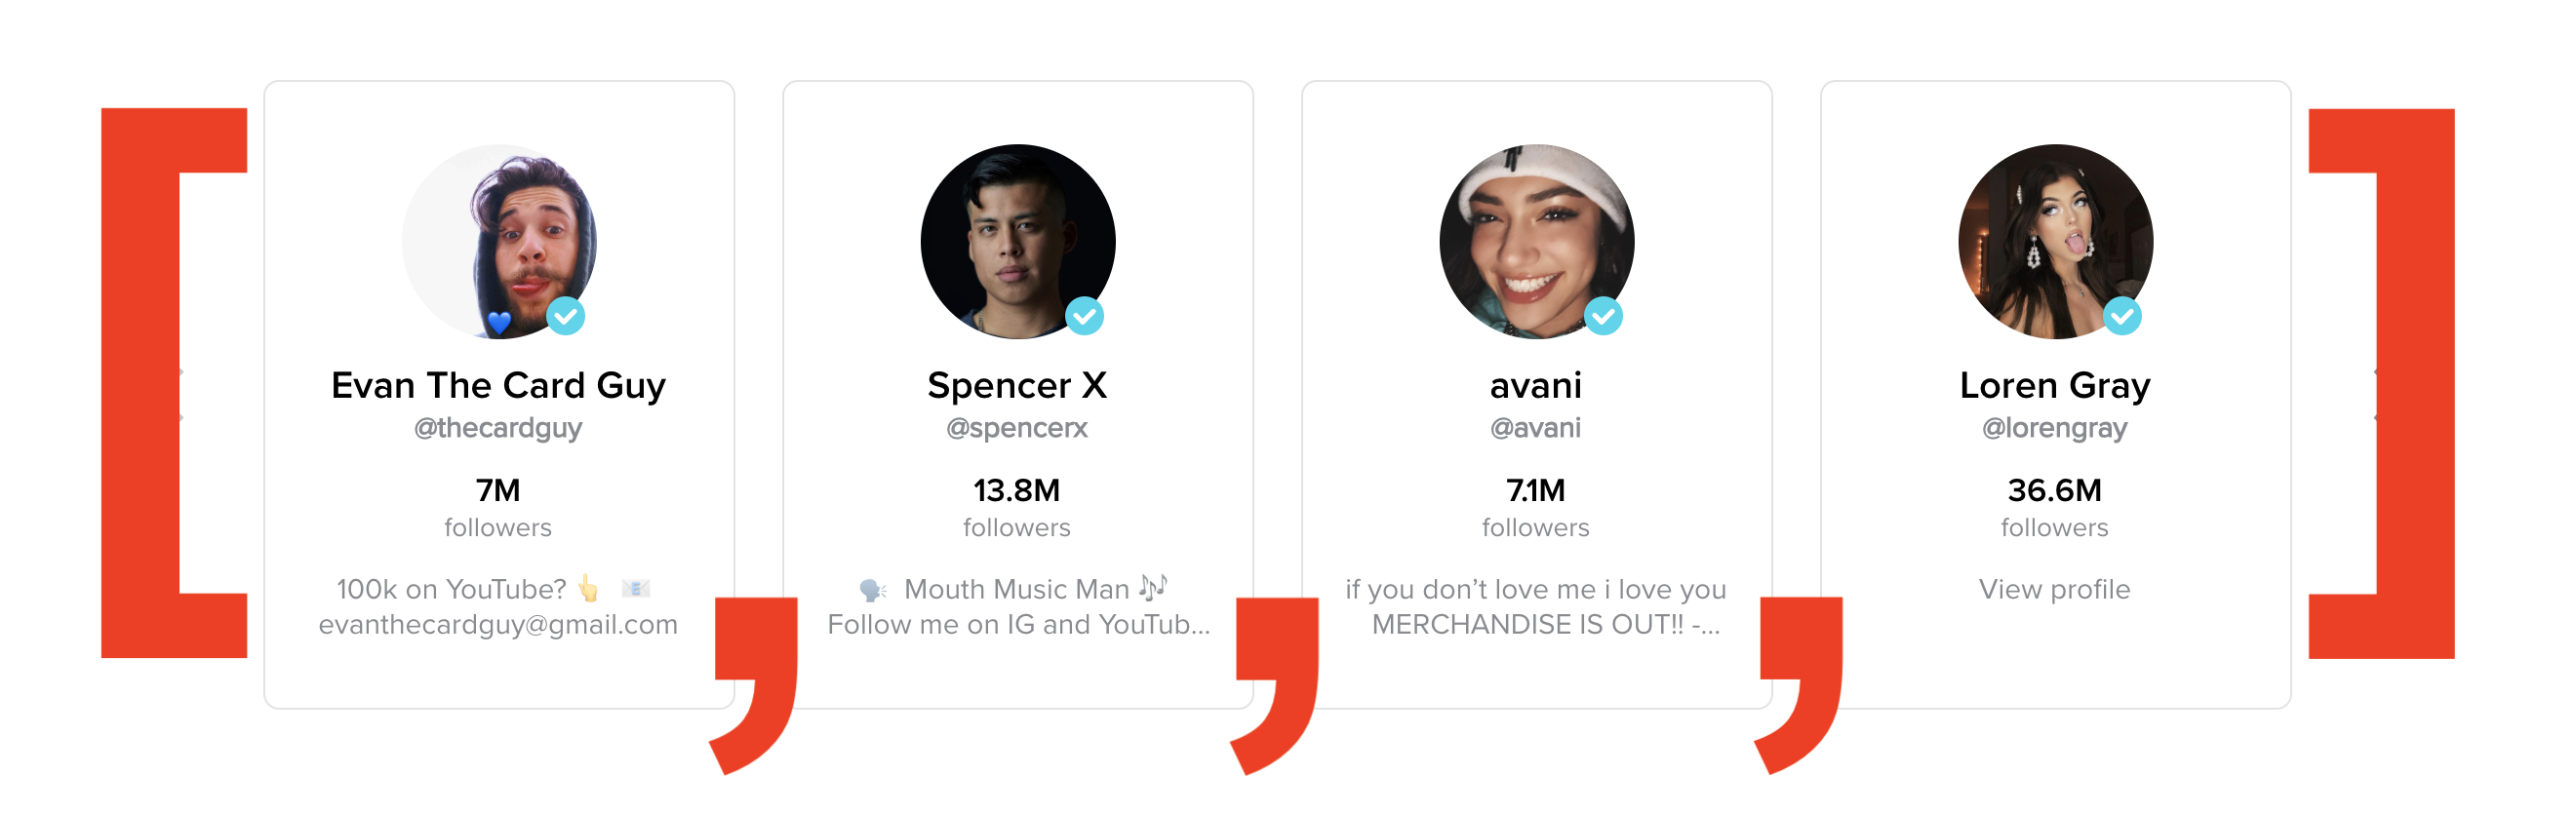 [
Evan The Card Guy
@thecardguy
7M
followers
100k on YouTube? 👆 📧
evanthecardguy@gmail.com
,
Spencer X
@spencerx
13.8M
followers
🗣 Mouth Music Man 🎶
Follow me on IG and YouTub...
,
avani
@avani
7.1M
followers
if you don’t love me i love you
MERCHANDISE IS OUT!! -...
,
Loren Gray
@lorengray
36.6M
followers
View profile
]